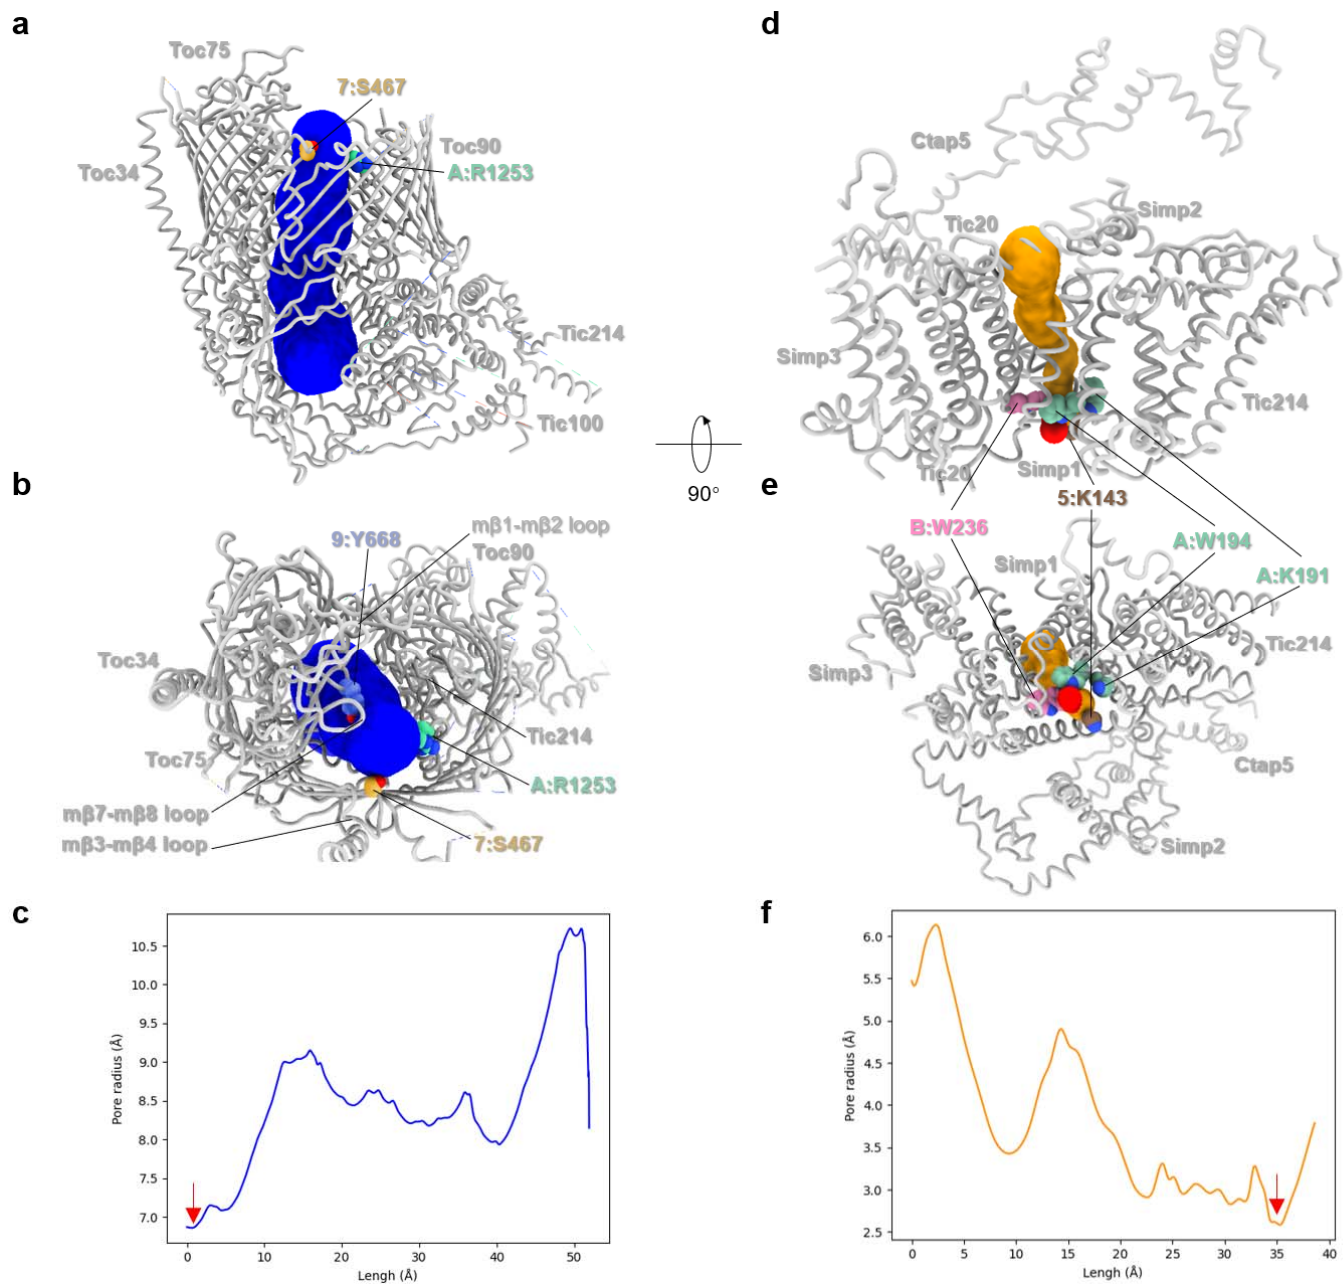 a
Toc75
7:S467
Toc34
Toc90
A:R1253
Tic214
Tic100
d
Ctap5
Tic20
Simp2
Simp3
Tic214
Tic20
Simp1
90°
b
9:Y668
mβ1-mβ2 loop
Toc90
Toc34
Toc75
Tic214
A:R1253
mβ7-mβ8 loop
mβ3-mβ4 loop
7:S467
e
5:K143
B:W236
A:W194
A:K191
Simp1
Tic214
Simp3
Ctap5
Simp2
c
10.5
10.0
9.5
9.0
8.5
8.0
7.5
7.0
Pore radius (Å)
0 10 20 30 40 50
Lengh (Å)
f
6.0
5.5
5.0
4.5
4.0
3.5
3.0
2.5
Pore radius (Å)
0 5 10 15 20 25 30 35 40
Lengh (Å)